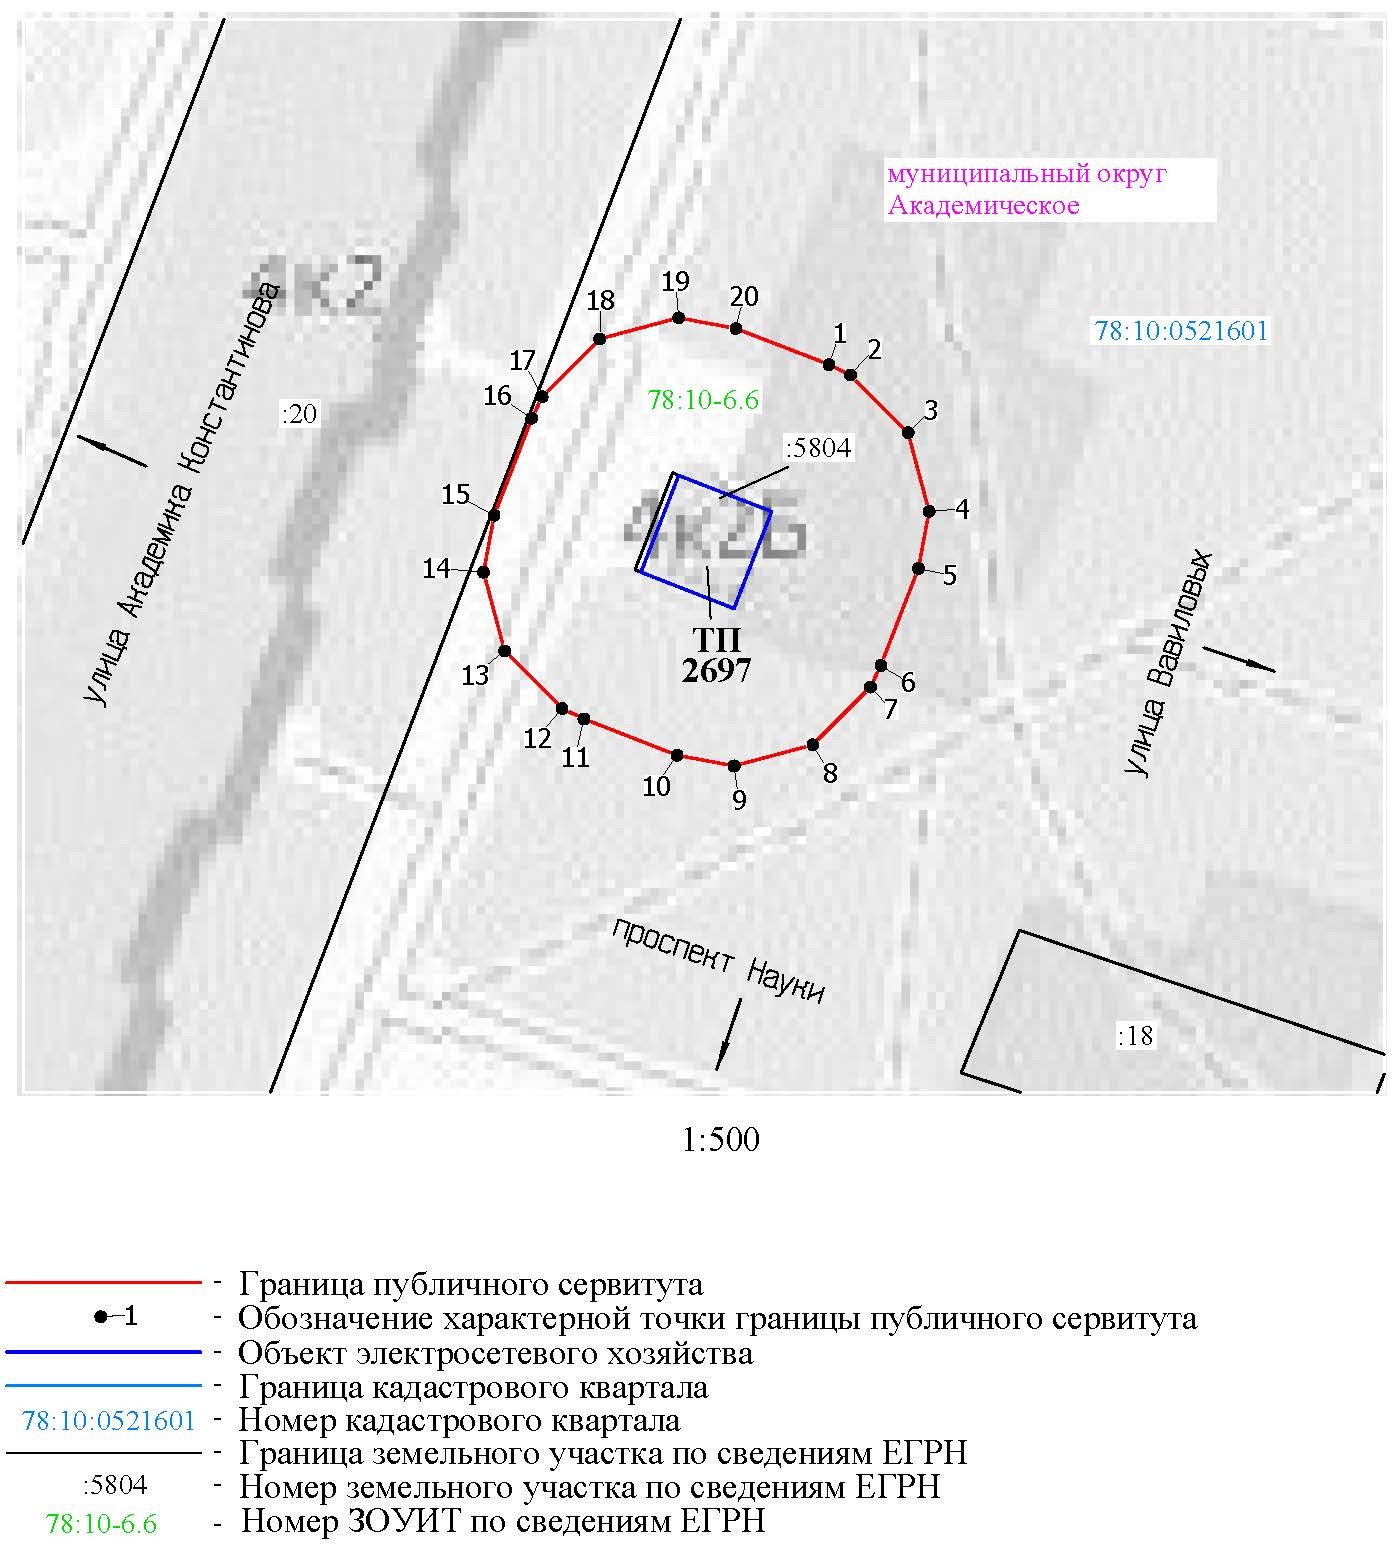 муниципальный округ
Академическое
4к2
19
18
20
78:10:0521601
1
17
2
16
78:10-6.6
:20
3
:5804
улица Академика Константинова
15
4
4к2Б
14
5
улица Вавиловых
ТП
2697
13
6
7
12
11
8
10
9
проспект Науки
:18
1:500
- Граница публичного сервитута
1 - Обозначение характерной точки границы публичного сервитута
- Объект электросетевого хозяйства
- Граница кадастрового квартала
78:10:0521601 - Номер кадастрового квартала
- Граница земельного участка по сведениям ЕГРН
:5804 - Номер земельного участка по сведениям ЕГРН
78:10-6.6 - Номер ЗОУИТ по сведениям ЕГРН